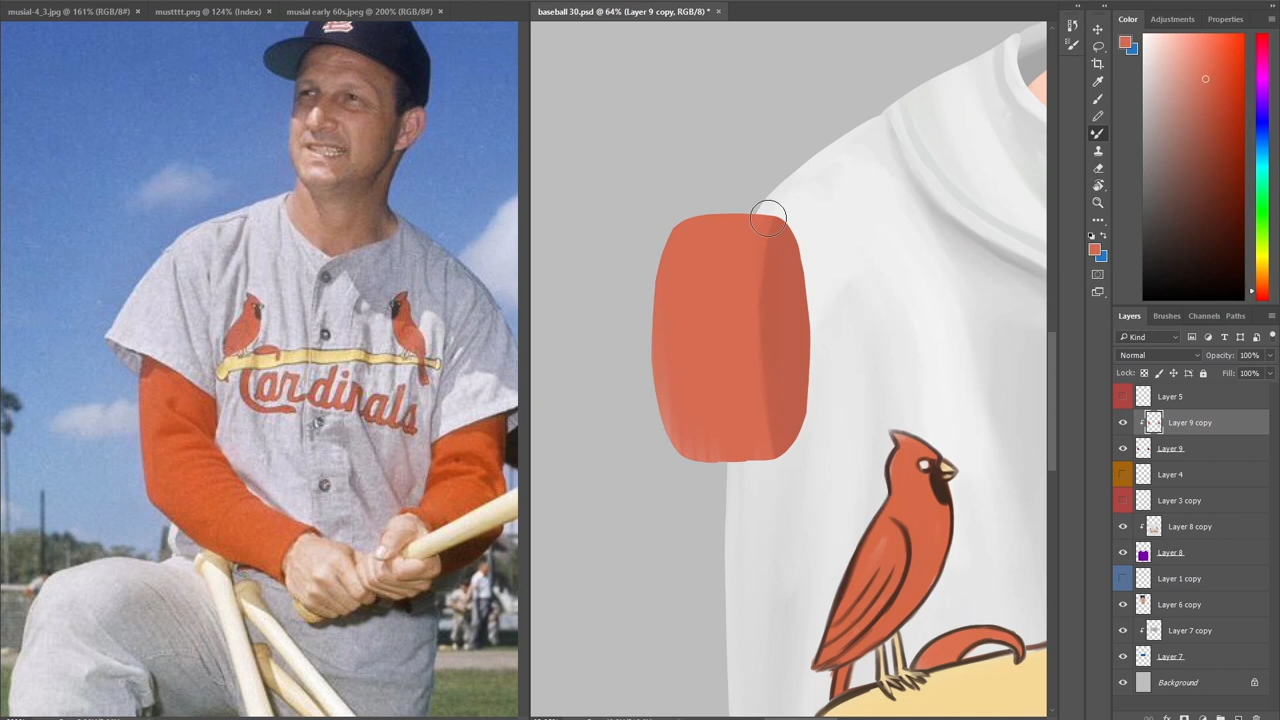 musial-4_3.jpg @ 161% (RGB/8#) ×
mustttt.png @ 124% (Index) ×
musial early 60s.jpeg @ 200% (RGB/8#) ×
baseball 30.psd @ 64% (Layer 9 copy, RGB/8) * ×
Color Adjustments Properties
Cardinals
Layers Brushes Channels Paths
Kind
Normal Opacity: 100%
Lock: Fill: 100%
Layer 5
Layer 9 copy
Layer 9
Layer 4
Layer 3 copy
Layer 8 copy
Layer 8
Layer 1 copy
Layer 6 copy
Layer 7 copy
Layer 7
Background